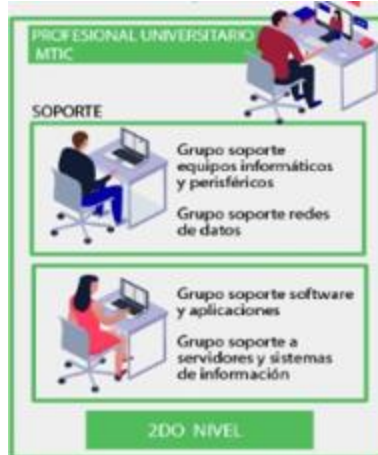 PROFESIONAL UNIVERSITARIO
MTIC
SOPORTE
Grupo soporte
equipos informáticos
y perisféricos
Grupo soporte redes
de datos
Grupo soporte software
y aplicaciones
Grupo soporte a
servidores y sistemas
de información
2DO NIVEL